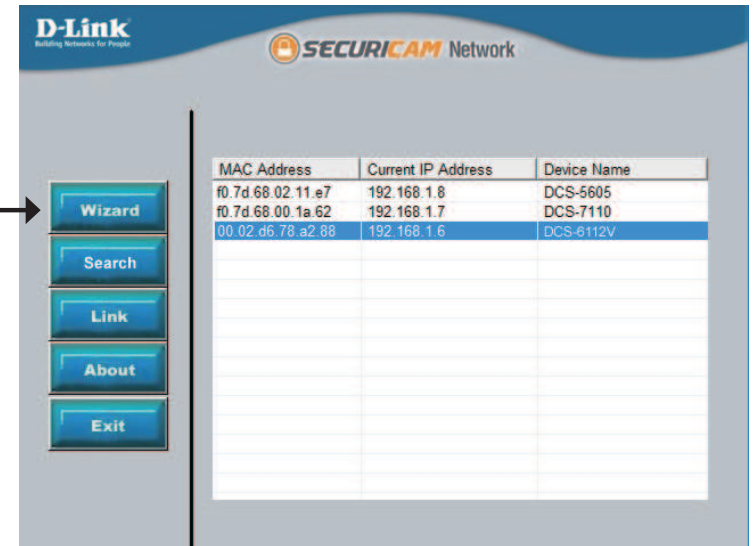 D-Link
Building Networks for People
SECURICAM Network
MAC Address Current IP Address Device Name
f0.7d.68.02.11.e7 192.168.1.8 DCS-5605
f0.7d.68.00.1a.62 192.168.1.7 DCS-7110
00.02.d6.78.a2.88 192.168.1.6 DCS-6112V
Wizard
Search
Link
About
Exit